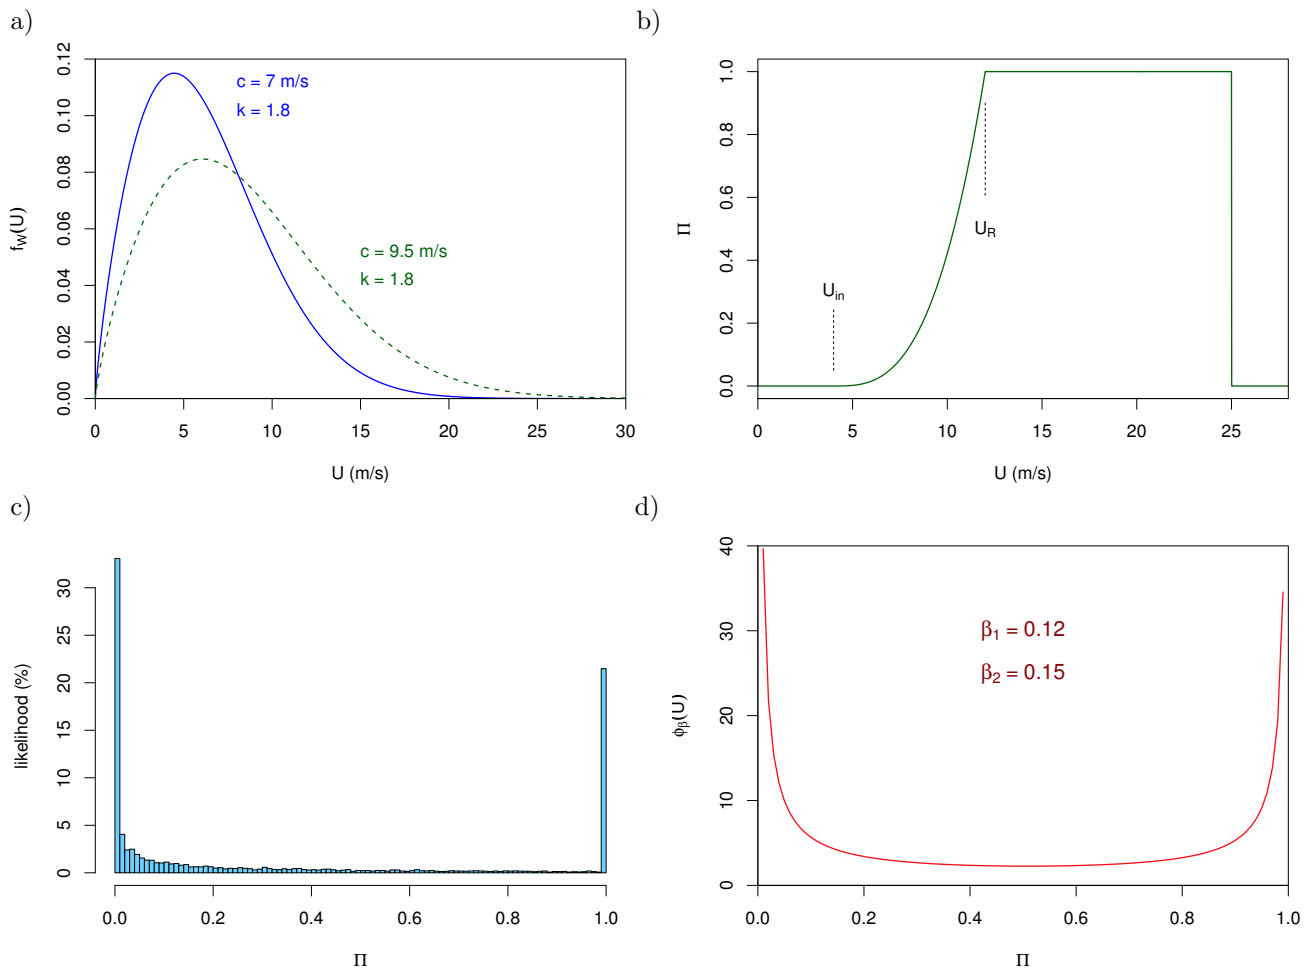 a)
0.00 0.02 0.04 0.06 0.08 0.10 0.12
f_W(U)
c = 7 m/s
k = 1.8
c = 9.5 m/s
k = 1.8
0 5 10 15 20 25 30
U (m/s)
b)
0.0 0.2 0.4 0.6 0.8 1.0
Π
U_in
U_R
0 5 10 15 20 25
U (m/s)
c)
0 5 10 15 20 25 30
likelihood (%)
0.0 0.2 0.4 0.6 0.8 1.0
Π
d)
0 10 20 30 40
ϕ_β(U)
β₁ = 0.12
β₂ = 0.15
0.0 0.2 0.4 0.6 0.8 1.0
Π